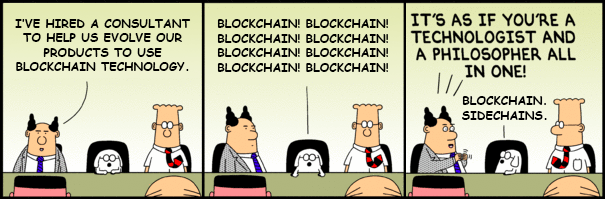 I'VE HIRED A CONSULTANT
TO HELP US EVOLVE OUR
PRODUCTS TO USE
BLOCKCHAIN TECHNOLOGY.
BLOCKCHAIN! BLOCKCHAIN!
BLOCKCHAIN! BLOCKCHAIN!
BLOCKCHAIN! BLOCKCHAIN!
BLOCKCHAIN! BLOCKCHAIN!
IT'S AS IF YOU'RE A
TECHNOLOGIST AND
A PHILOSOPHER ALL
IN ONE!
BLOCKCHAIN.
SIDECHAINS.